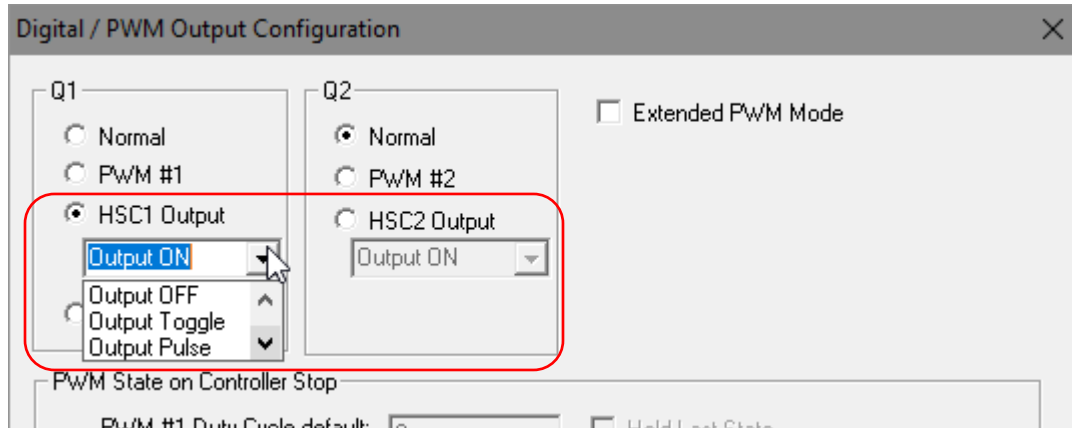 Digital / PWM Output Configuration
Q1
Normal
PWM #1
HSC1 Output
Output ON
Output OFF
Output Toggle
Output Pulse
Q2
Normal
PWM #2
HSC2 Output
Output ON
Extended PWM Mode
PWM State on Controller Stop
PWM #1 Duty Cycle default:
Hold Last State